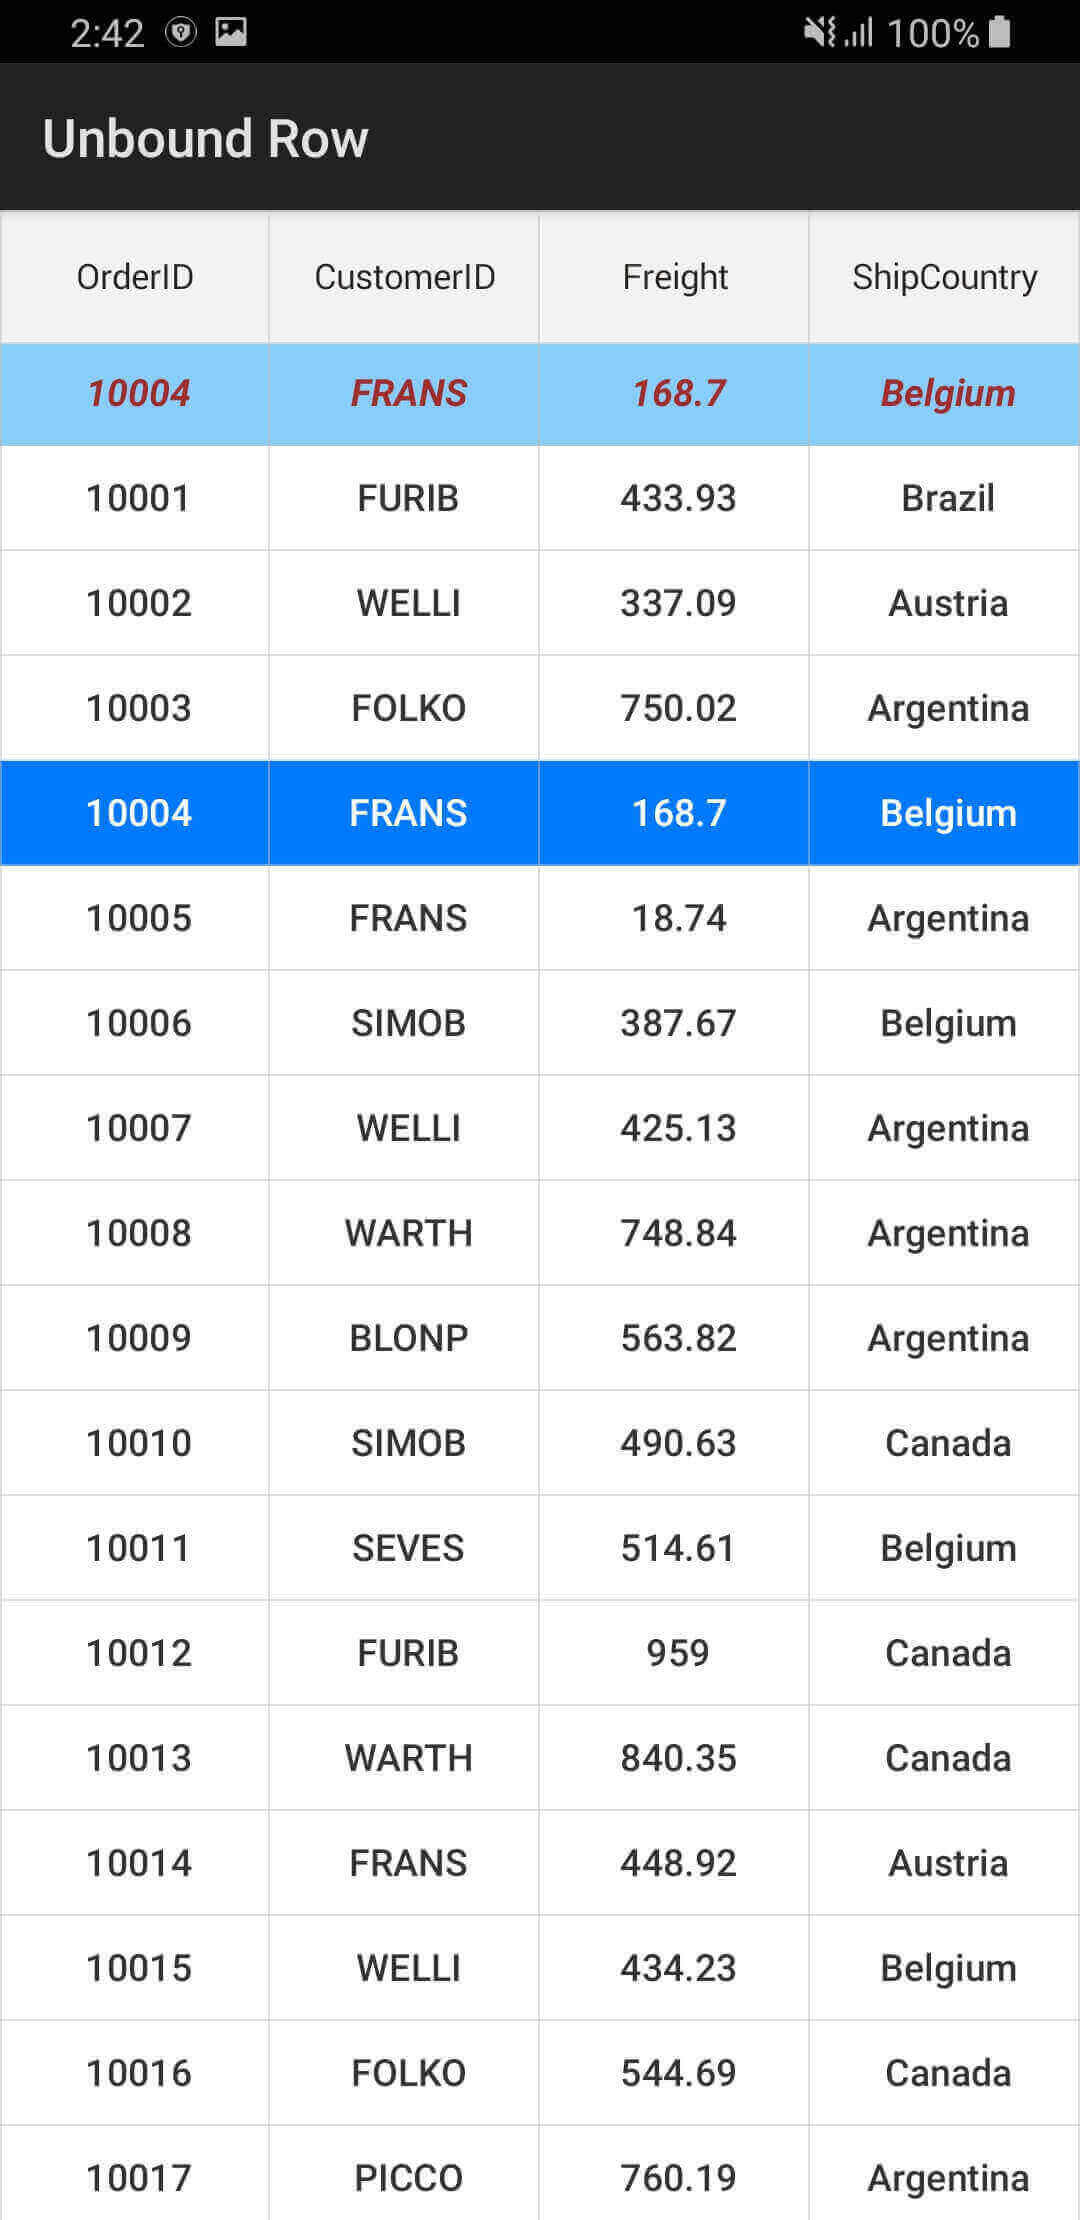 2:42 100%
Unbound Row
OrderID CustomerID Freight ShipCountry
10004 FRANS 168.7 Belgium
10001 FURIB 433.93 Brazil
10002 WELLI 337.09 Austria
10003 FOLKO 750.02 Argentina
10004 FRANS 168.7 Belgium
10005 FRANS 18.74 Argentina
10006 SIMOB 387.67 Belgium
10007 WELLI 425.13 Argentina
10008 WARTH 748.84 Argentina
10009 BLONP 563.82 Argentina
10010 SIMOB 490.63 Canada
10011 SEVES 514.61 Belgium
10012 FURIB 959 Canada
10013 WARTH 840.35 Canada
10014 FRANS 448.92 Austria
10015 WELLI 434.23 Belgium
10016 FOLKO 544.69 Canada
10017 PICCO 760.19 Argentina